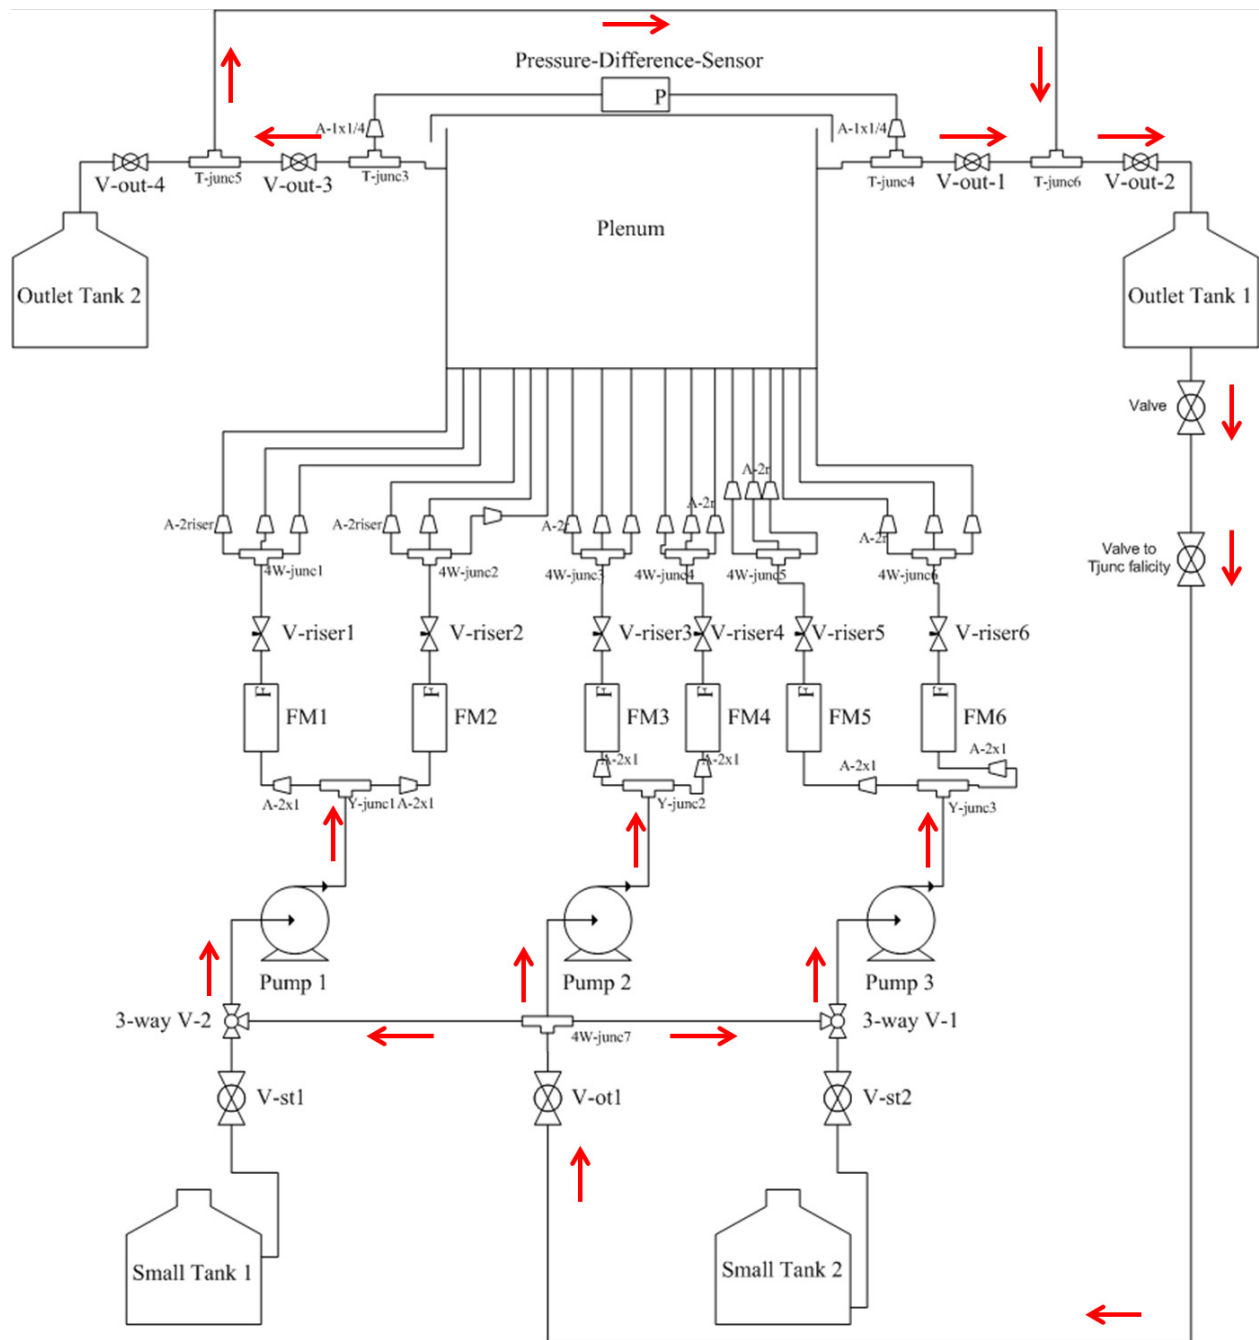 Pressure-Difference-Sensor
P
A-1x1/4
A-1x1/4
V-out-4
T-junc5
V-out-3
T-junc3
T-junc4
V-out-1
T-junc6
V-out-2
Plenum
Outlet Tank 2
Outlet Tank 1
Valve
A-2riser
A-2riser
A-2r
A-2r
A-2r
A-2r
4W-junc1
4W-junc2
4W-junc3
4W-junc4
4W-junc5
4W-junc6
Valve to
Tjunc falicity
V-riser1
V-riser2
V-riser3
V-riser4
V-riser5
V-riser6
F
F
F
F
F
F
FM1
FM2
FM3
FM4
FM5
FM6
A-2x1
A-2x1
A-2x1
A-2x1
A-2x1
A-2x1
Y-junc1
Y-junc2
Y-junc3
Pump 1
Pump 2
Pump 3
3-way V-2
4W-junc7
3-way V-1
V-st1
V-ot1
V-st2
Small Tank 1
Small Tank 2